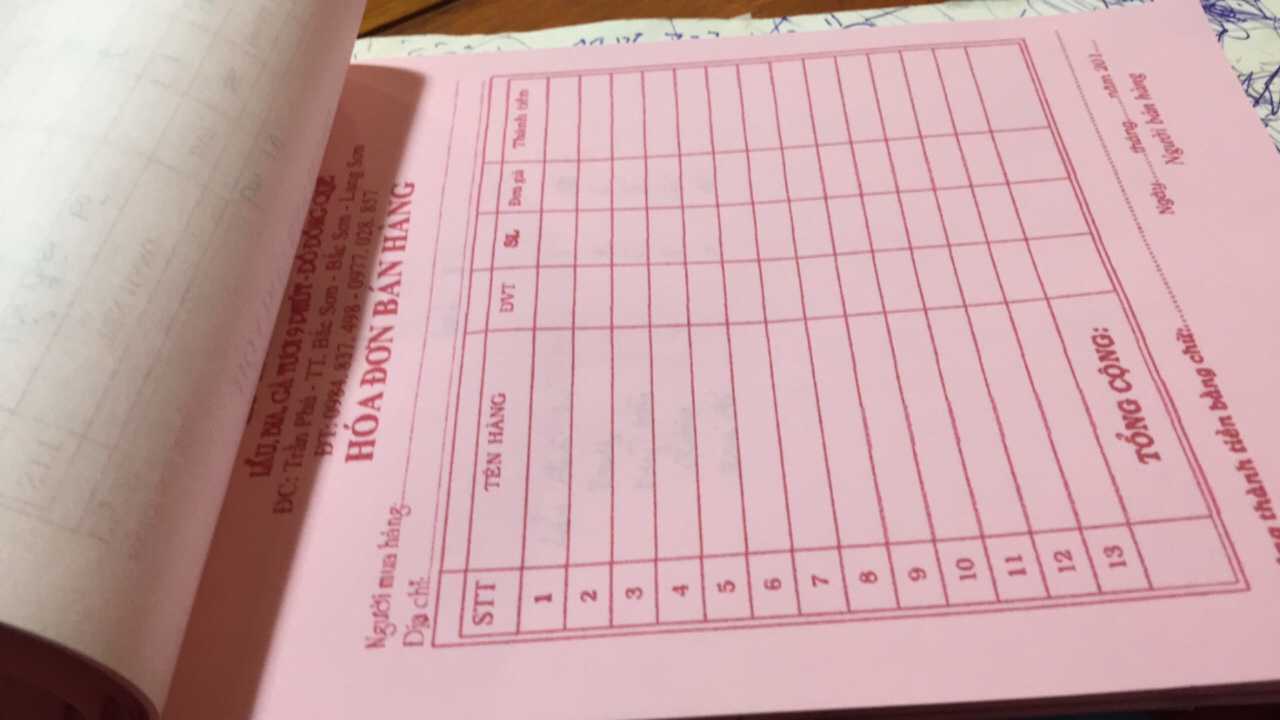 LẨU, BIA, CÁ TƯƠI 9 PHÚT - ĐỒ ĐỒNG QUÊ
ĐC: Trần Phú - TT. Bắc Sơn - Bắc Sơn - Lạng Sơn
ĐT: 0984. 837. 498 - 0977. 028. 857
HÓA ĐƠN BÁN HÀNG
Người mua hàng:
Địa chỉ:
STT TÊN HÀNG ĐVT SL Đơn giá Thành tiền
1
2
3
4
5
6
7
8
9
10
11
12
13
TỔNG CỘNG:
thành tiền bằng chữ:
Ngày......tháng......năm 201...
Người bán hàng